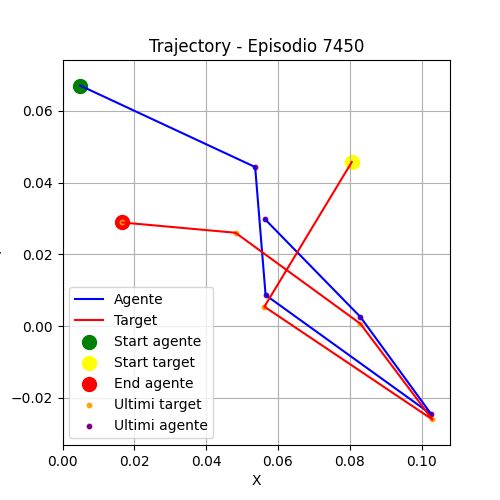 Trajectory - Episodio 7450
0.06
0.04
0.02
0.00
−0.02
0.00 0.02 0.04 0.06 0.08 0.10
X
Agente
Target
Start agente
Start target
End agente
Ultimi target
Ultimi agente